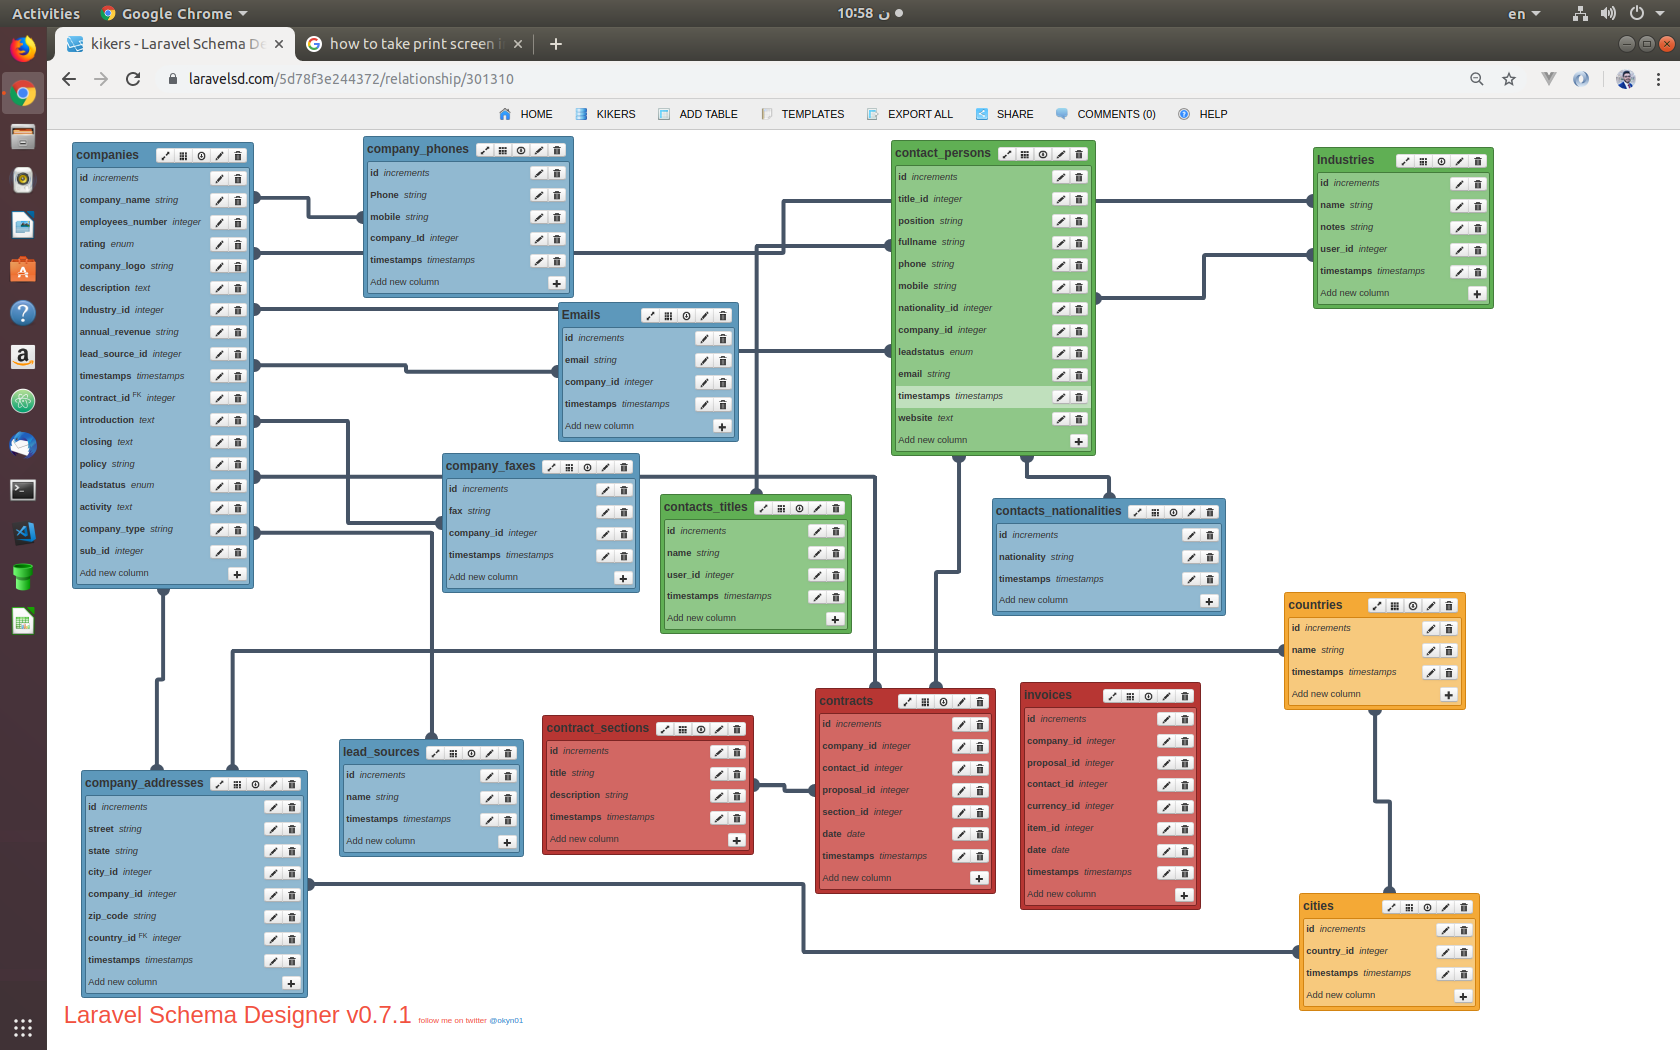 Activities
Google Chrome
10:58 ن
en
kikers - Laravel Schema De
how to take print screen i
laravelsd.com/5d78f3e244372/relationship/301310
HOME
KIKERS
ADD TABLE
TEMPLATES
EXPORT ALL
SHARE
COMMENTS (0)
HELP
companies
id increments
company_name string
employees_number integer
rating enum
company_logo string
description text
Industry_id integer
annual_revenue string
lead_source_id integer
timestamps timestamps
contract_id FK integer
introduction text
closing text
policy string
leadstatus enum
activity text
company_type string
sub_id integer
Add new column
company_phones
id increments
Phone string
mobile string
company_Id integer
timestamps timestamps
Add new column
contact_persons
id increments
title_id integer
position string
fullname string
phone string
mobile string
nationality_id integer
company_id integer
leadstatus enum
email string
timestamps timestamps
website text
Add new column
Industries
id increments
name string
notes string
user_id integer
timestamps timestamps
Add new column
Emails
id increments
email string
company_id integer
timestamps timestamps
Add new column
company_faxes
id increments
fax string
company_id integer
timestamps timestamps
Add new column
contacts_titles
id increments
name string
user_id integer
timestamps timestamps
Add new column
contacts_nationalities
id increments
nationality string
timestamps timestamps
Add new column
countries
id increments
name string
timestamps timestamps
Add new column
company_addresses
id increments
street string
state string
city_id integer
company_id integer
zip_code string
country_id FK integer
timestamps timestamps
Add new column
lead_sources
id increments
name string
timestamps timestamps
Add new column
contract_sections
id increments
title string
description string
timestamps timestamps
Add new column
contracts
id increments
company_id integer
contact_id integer
proposal_id integer
section_id integer
date date
timestamps timestamps
Add new column
invoices
id increments
company_id integer
proposal_id integer
contact_id integer
currency_id integer
item_id integer
date date
timestamps timestamps
Add new column
cities
id increments
country_id integer
timestamps timestamps
Add new column
Laravel Schema Designer v0.7.1 follow me on twitter @okyn01